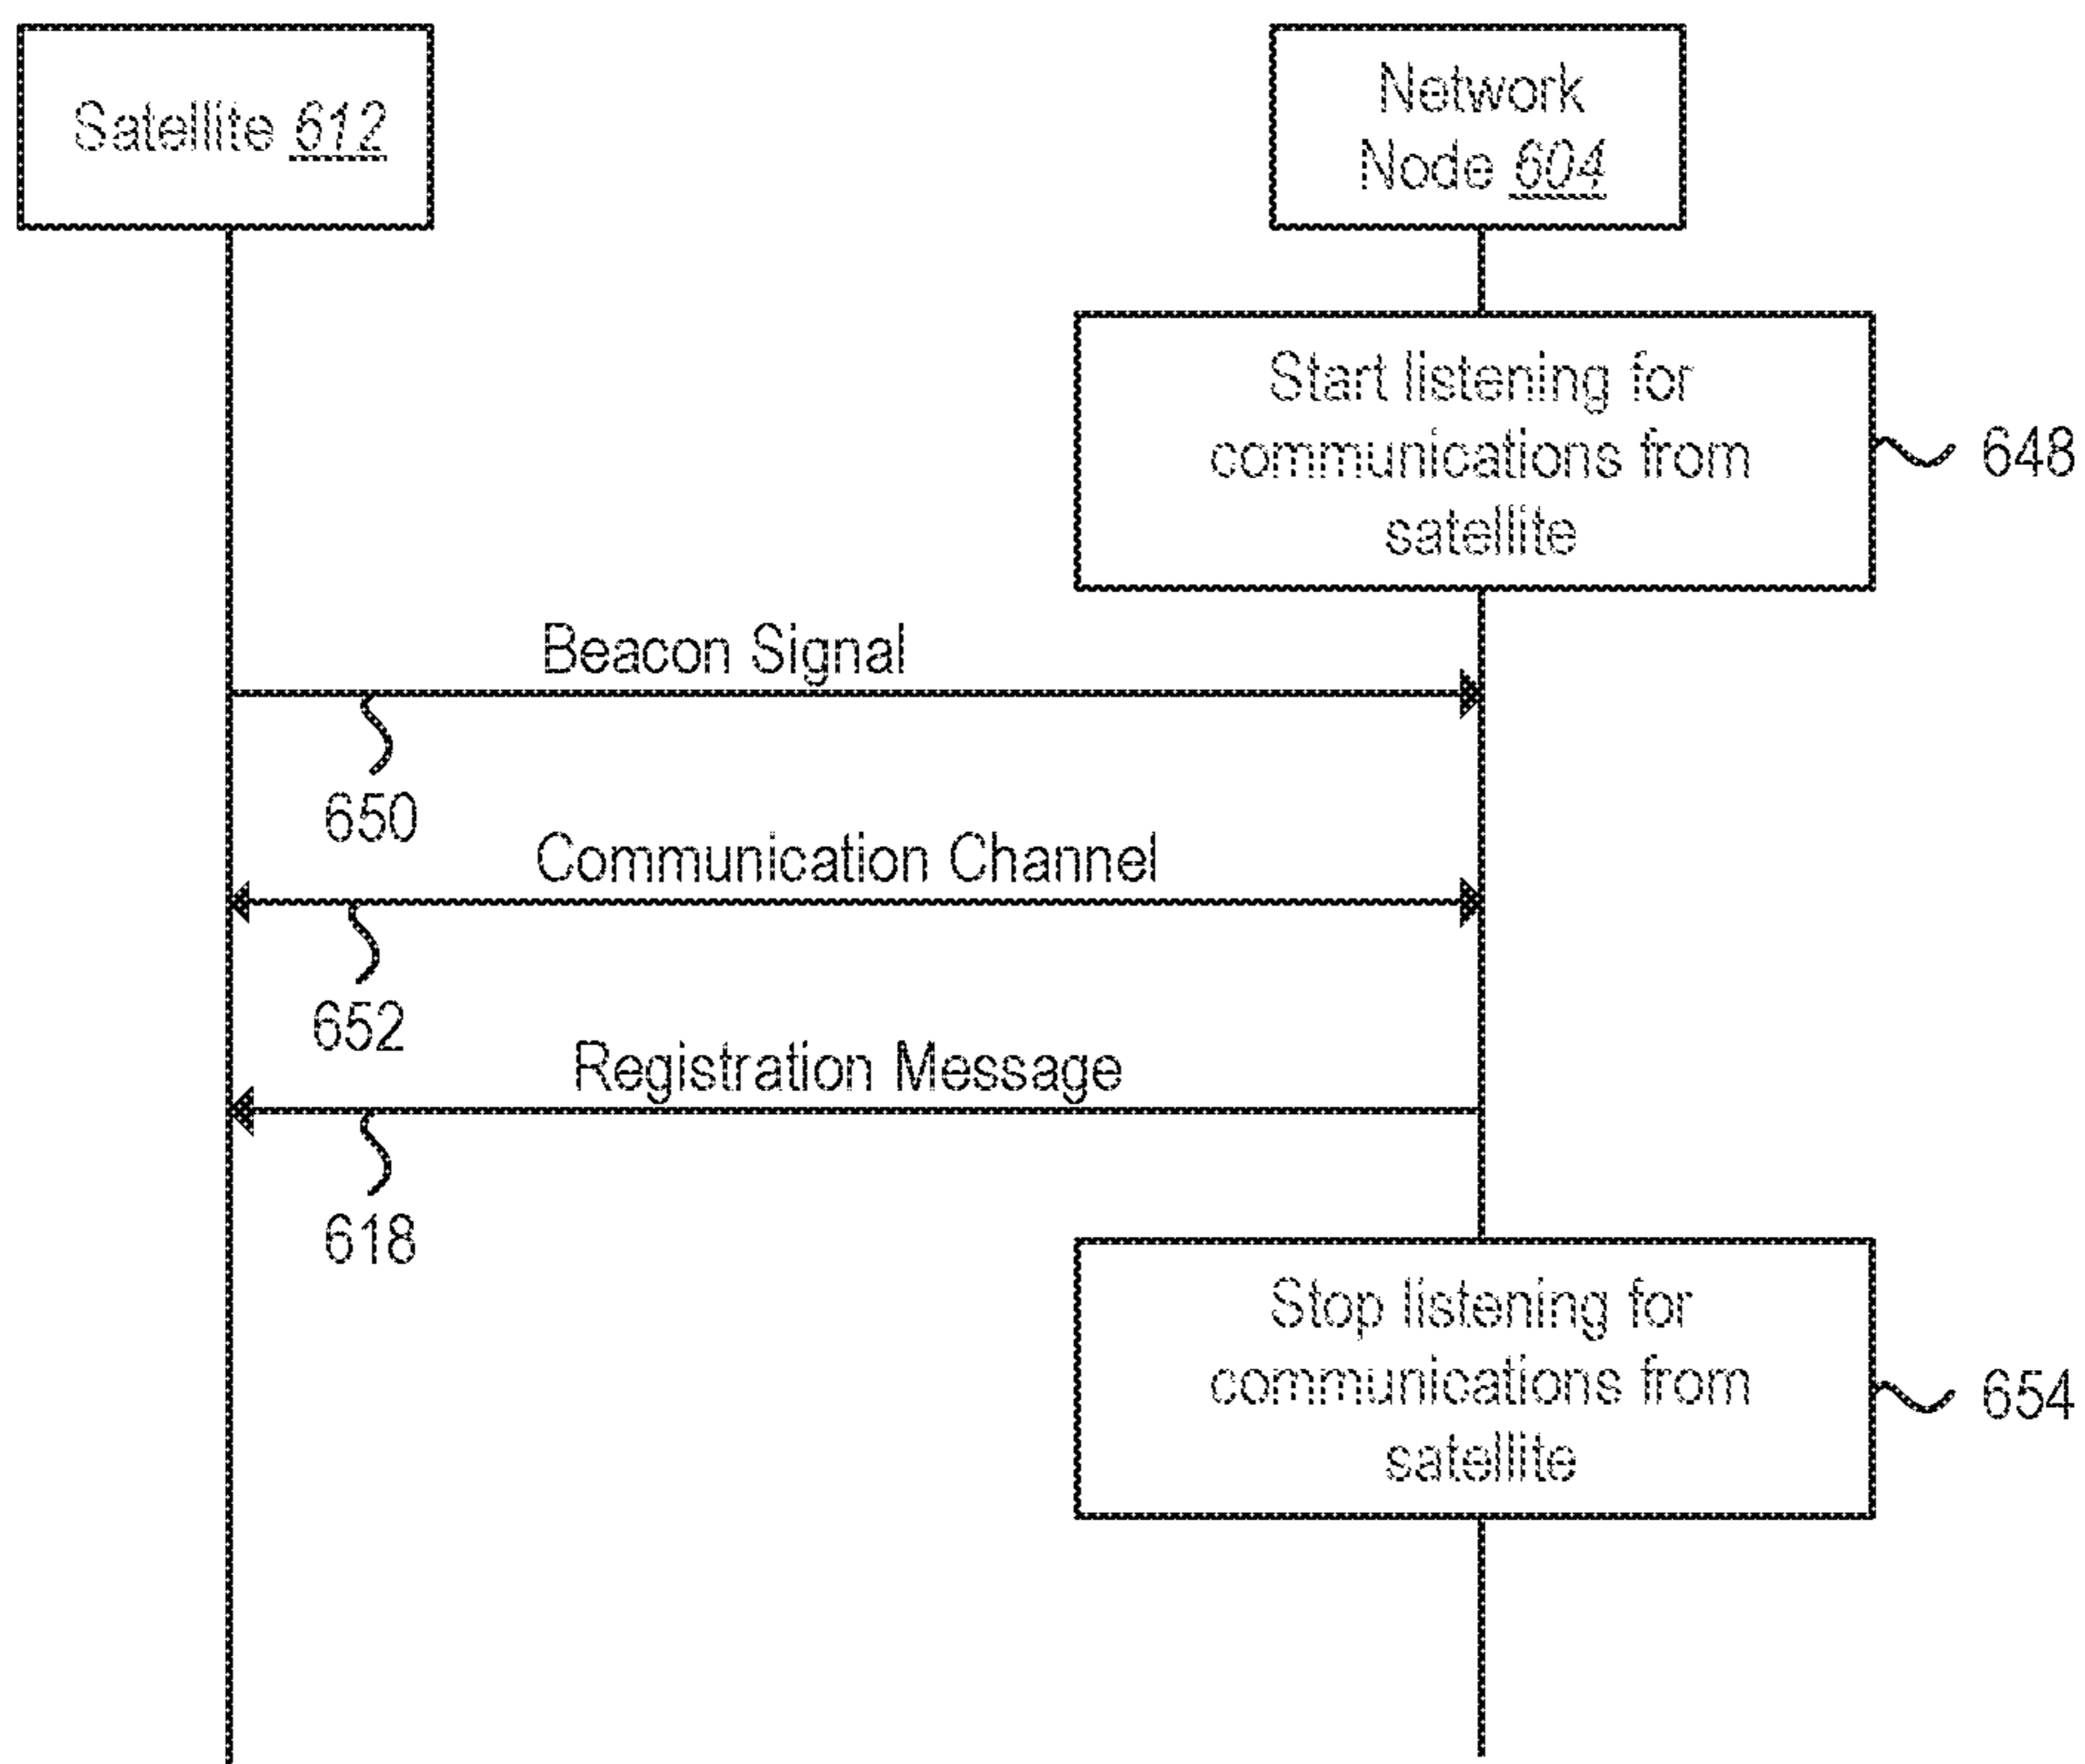 Satellite 612
Network
Node 604
Start listening for
communications from
satellite
648
Beacon Signal
650
Communication Channel
652
Registration Message
618
Stop listening for
communications from
satellite
654